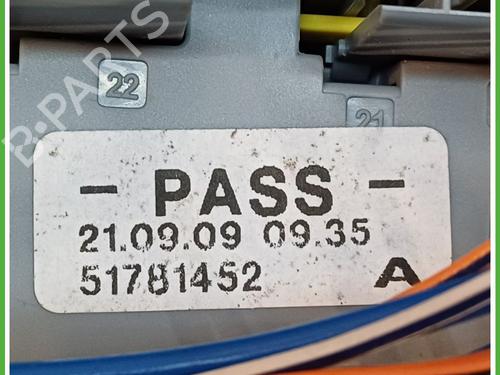 22
21
- PASS -
21.09.09 09.35
51781452 A
B-PARTS